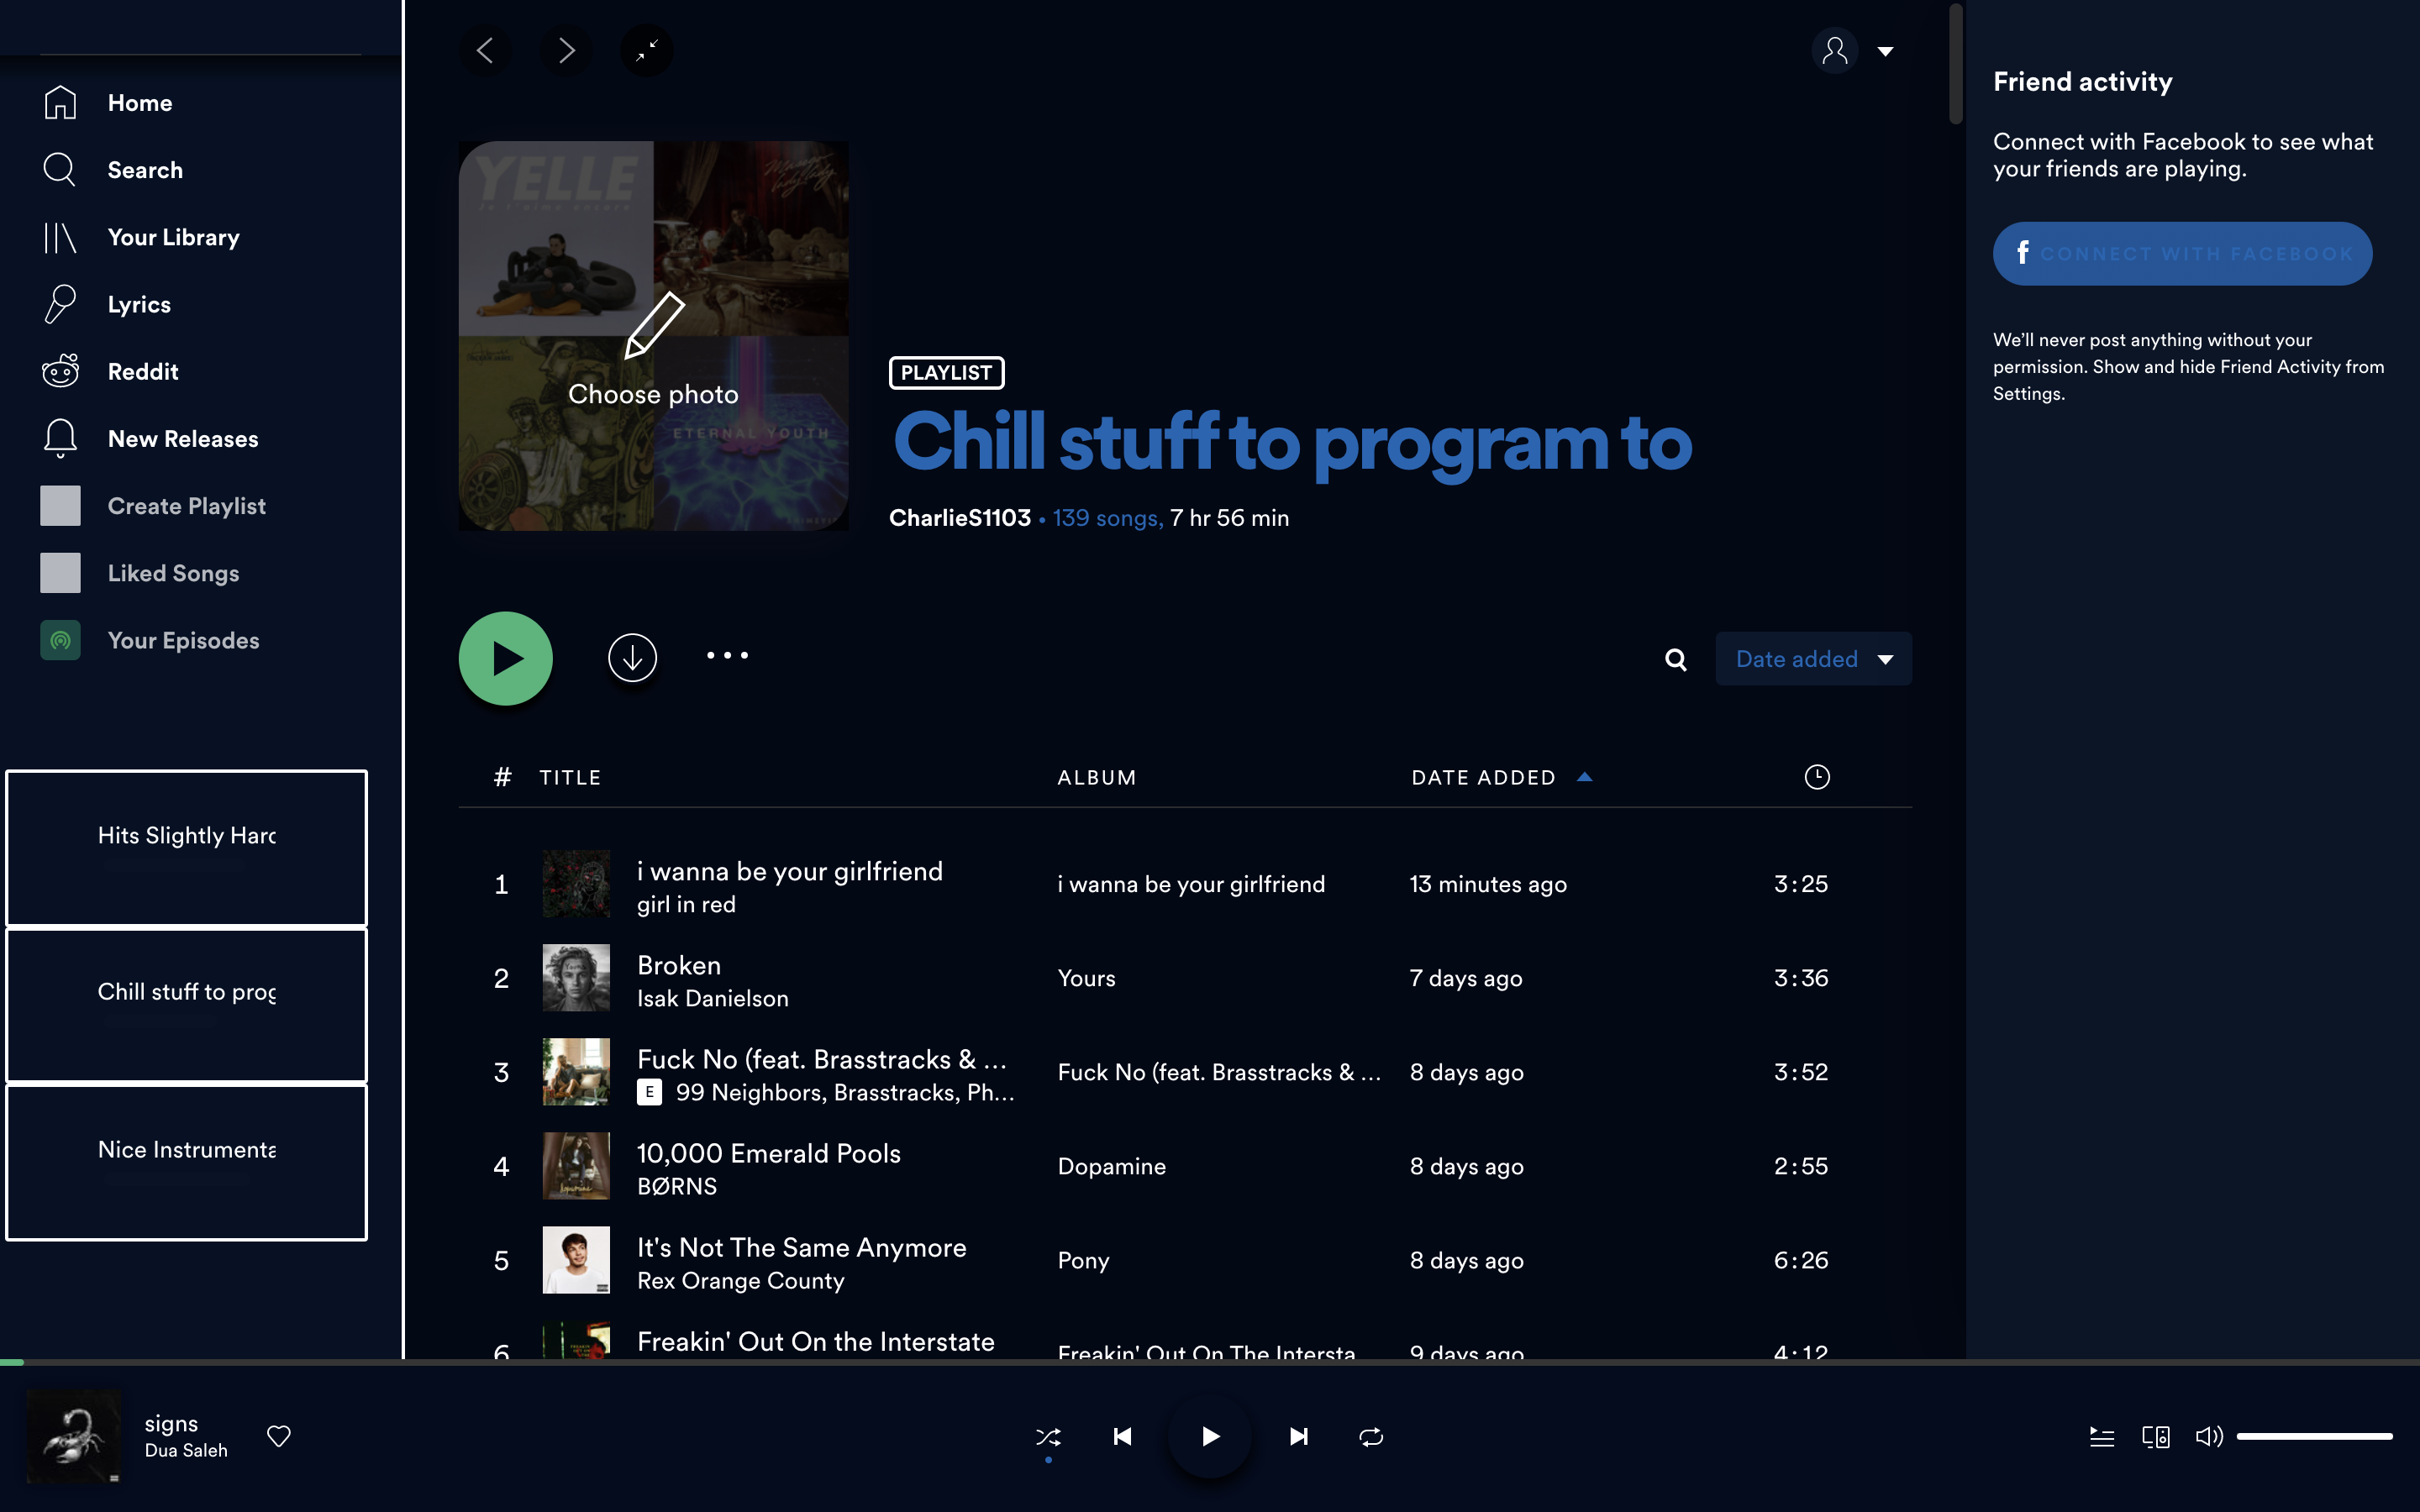 Home
Search
Your Library
Lyrics
Reddit
New Releases
Create Playlist
Liked Songs
Your Episodes
Hits Slightly Hard
Chill stuff to prog
Nice Instrumenta
YELLE
ETERNAL YOUTH
Choose photo
PLAYLIST
Chill stuff to program to
CharlieS1103 • 139 songs, 7 hr 56 min
Date added
# TITLE ALBUM DATE ADDED
1 i wanna be your girlfriend
girl in red
i wanna be your girlfriend 13 minutes ago 3:25
2 Broken
Isak Danielson
Yours 7 days ago 3:36
3 Fuck No (feat. Brasstracks & ...
E 99 Neighbors, Brasstracks, Ph...
Fuck No (feat. Brasstracks & ... 8 days ago 3:52
4 10,000 Emerald Pools
BØRNS
Dopamine 8 days ago 2:55
5 It's Not The Same Anymore
Rex Orange County
Pony 8 days ago 6:26
6 Freakin' Out On the Interstate
Freakin' Out On The Intersta 9 days ago 4:12
Friend activity
Connect with Facebook to see what
your friends are playing.
f CONNECT WITH FACEBOOK
We'll never post anything without your
permission. Show and hide Friend Activity from
Settings.
signs
Dua Saleh